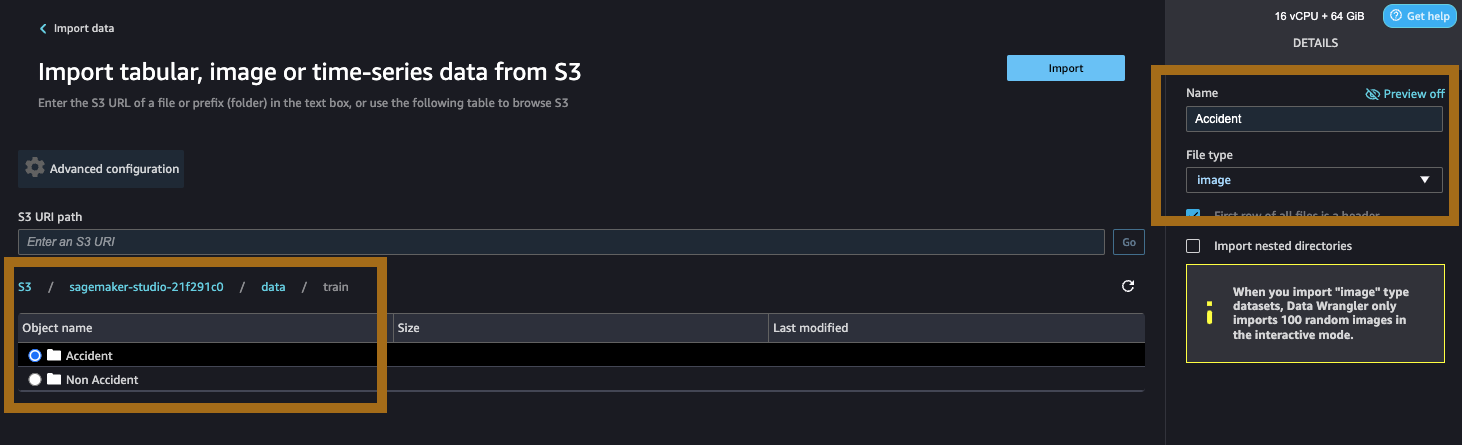 Import data
16 vCPU + 64 GiB
Get help
DETAILS
Import tabular, image or time-series data from S3
Import
Enter the S3 URL of a file or prefix (folder) in the text box, or use the following table to browse S3
Name
Preview off
Accident
Advanced configuration
File type
image
First row of all files is a header
S3 URI path
Enter an S3 URI
Go
Import nested directories
S3 / sagemaker-studio-21f291c0 / data / train
When you import "image" type
datasets, Data Wrangler only
imports 100 random images in
the interactive mode.
Object name
Size
Last modified
Accident
Non Accident